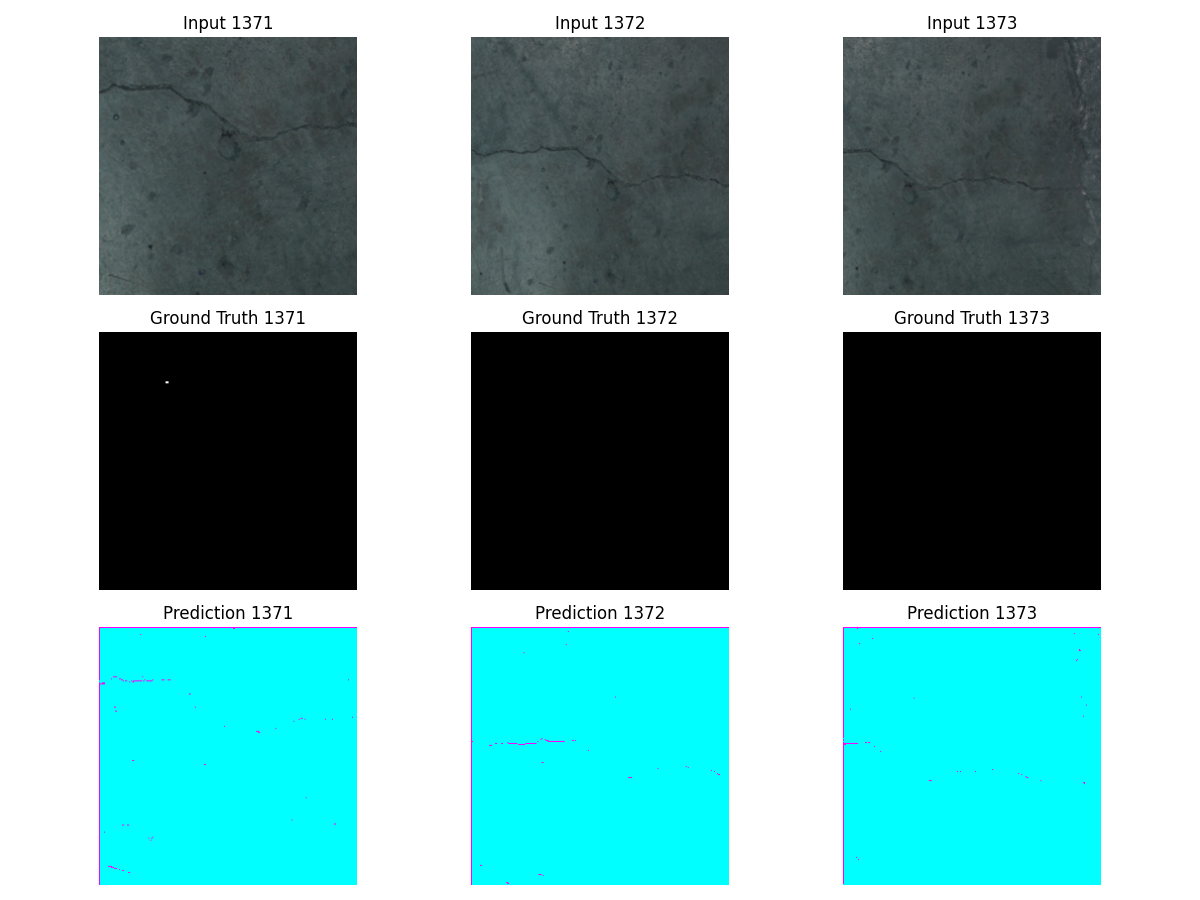 Input 1371
Input 1372
Input 1373
Ground Truth 1371
Ground Truth 1372
Ground Truth 1373
Prediction 1371
Prediction 1372
Prediction 1373